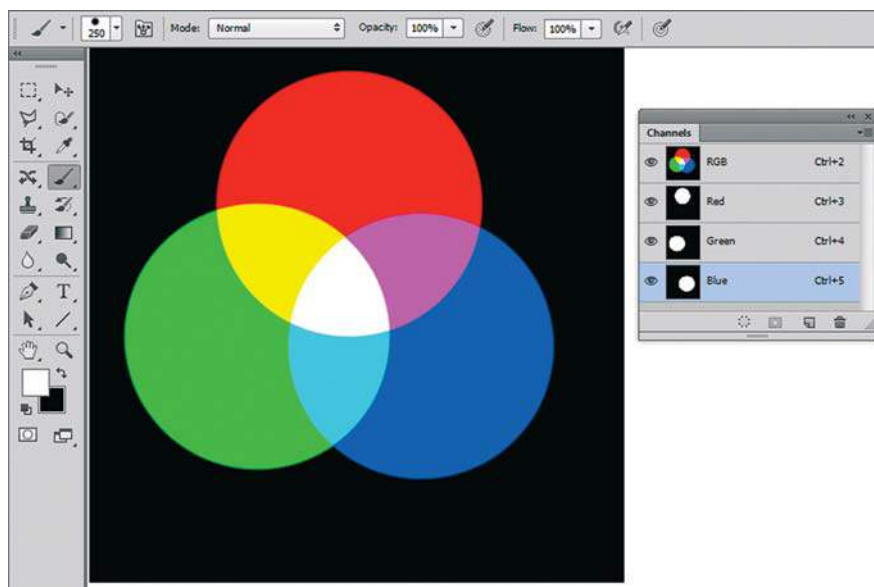 250 Mode: Normal Opacity: 100% Flow: 100%
Channels
RGB Ctrl+2
Red Ctrl+3
Green Ctrl+4
Blue Ctrl+5
T